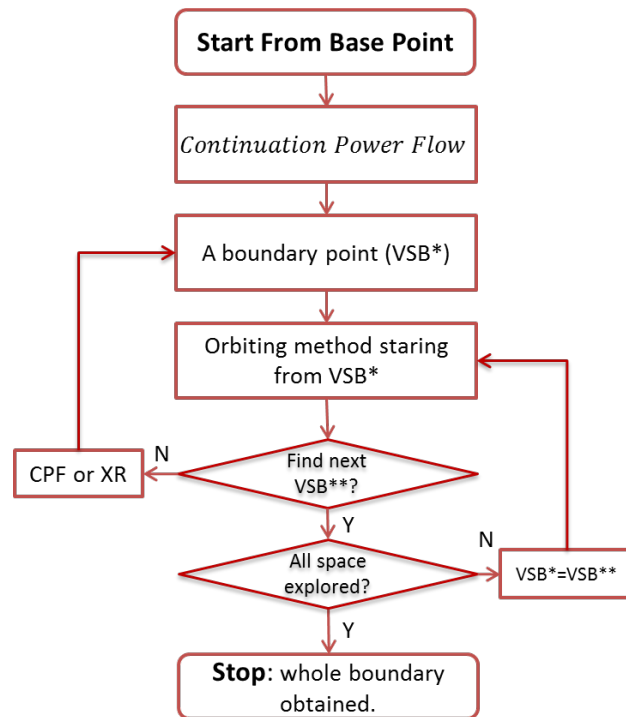 Start From Base Point
Continuation Power Flow
A boundary point (VSB*)
Orbiting method staring
from VSB*
N
CPF or XR
Find next
VSB**?
Y
N
All space
explored?
VSB*=VSB**
Y
Stop: whole boundary
obtained.